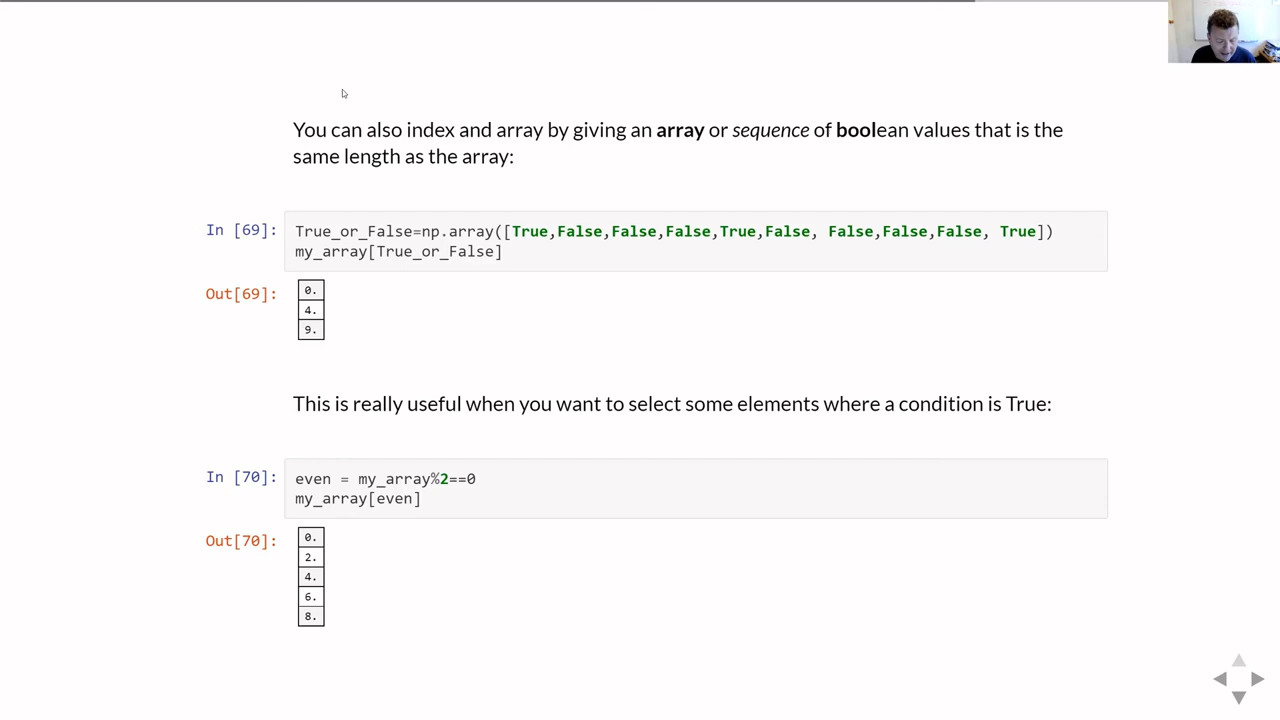 You can also index and array by giving an array or sequence of boolean values that is the
same length as the array:
In [69]:
True_or_False=np.array([True,False,False,False,True,False, False,False,False, True])
my_array[True_or_False]
Out[69]:
0.
4.
9.
This is really useful when you want to select some elements where a condition is True:
In [70]:
even = my_array%2==0
my_array[even]
Out[70]:
0.
2.
4.
6.
8.